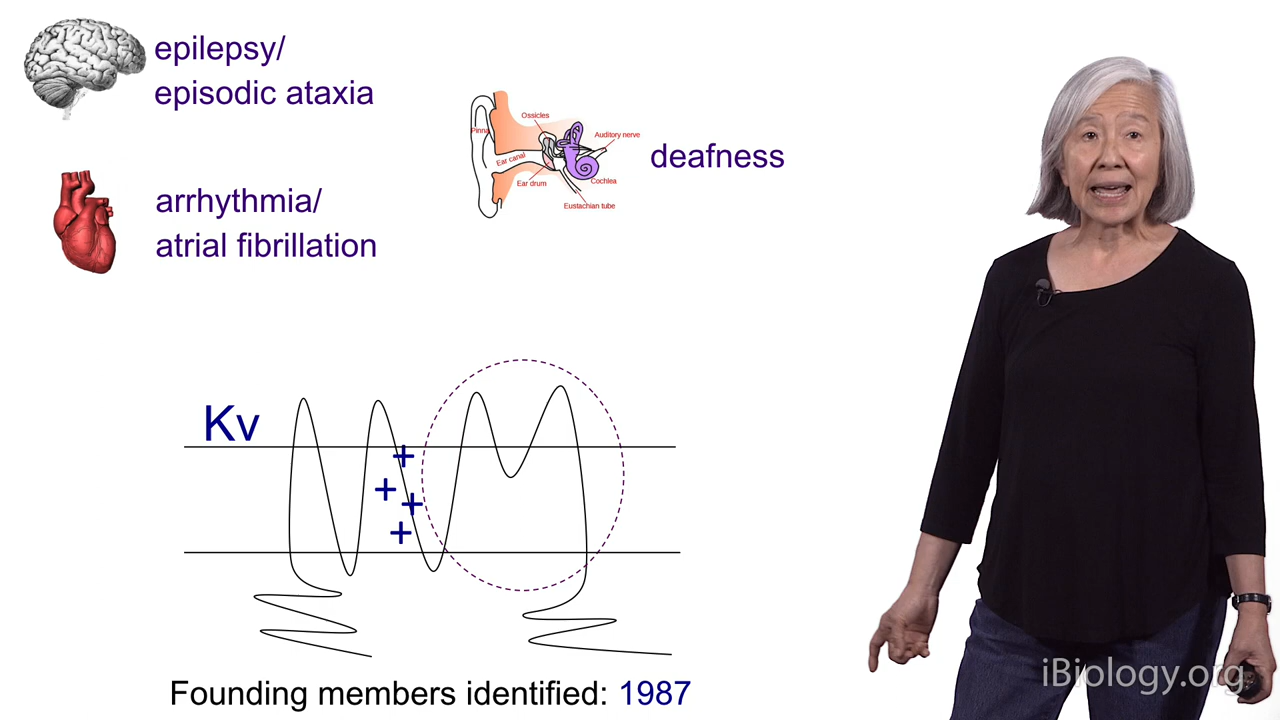 epilepsy/
episodic ataxia
Ossicles
Pinna
Auditory nerve
Ear canal
Ear drum
Cochlea
Eustachian tube
deafness
arrhythmia/
atrial fibrillation
Kv
+
+
+
+
Founding members identified: 1987
iBiology.org